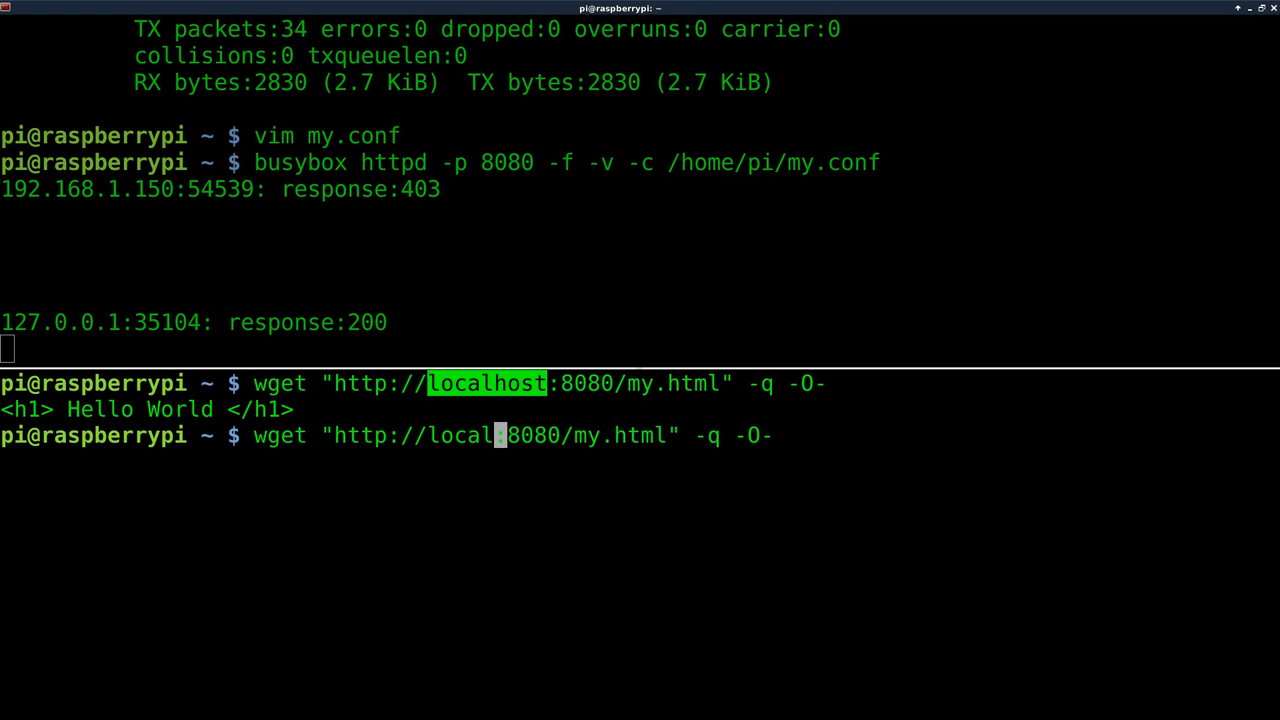 pi@raspberrypi: ~
TX packets:34 errors:0 dropped:0 overruns:0 carrier:0
collisions:0 txqueuelen:0
RX bytes:2830 (2.7 KiB)  TX bytes:2830 (2.7 KiB)
pi@raspberrypi ~ $ vim my.conf
pi@raspberrypi ~ $ busybox httpd -p 8080 -f -v -c /home/pi/my.conf
192.168.1.150:54539: response:403
127.0.0.1:35104: response:200
pi@raspberrypi ~ $ wget "http://localhost:8080/my.html" -q -O-
<h1> Hello World </h1>
pi@raspberrypi ~ $ wget "http://local:8080/my.html" -q -O-